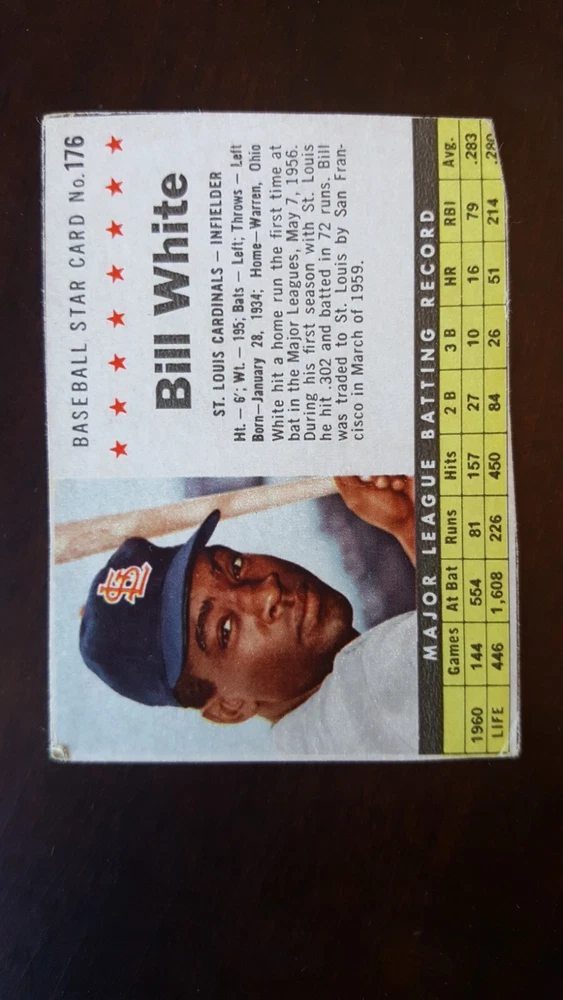 BASEBALL STAR CARD No. 176
Bill White
ST. LOUIS CARDINALS — INFIELDER
Ht. — 6'; Wt. — 195; Bats — Left; Throws — Left
Born—January 28, 1934; Home—Warren, Ohio
White hit a home run the first time at
bat in the Major Leagues, May 7, 1956.
During his first season with St. Louis
he hit .302 and batted in 72 runs. Bill
was traded to St. Louis by San Fran-
cisco in March of 1959.
StL
MAJOR LEAGUE BATTING RECORD
Games At Bat Runs Hits 2 B 3 B HR RBI Avg.
1960 144 554 81 157 27 10 16 79 .283
LIFE 446 1,608 226 450 84 26 51 214 .280